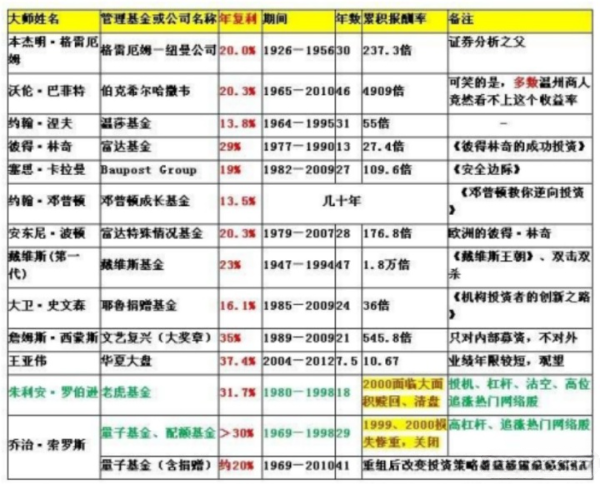 大师姓名 管理基金或公司名称 年复利 期间 年数 累积报酬率 备注
本杰明·格雷厄姆 格雷厄姆—纽曼公司 20.0% 1926—1956 30 237.3倍 证券分析之父
沃伦·巴菲特 伯克希尔哈撒韦 20.3% 1965—2010 46 4909倍 可笑的是，多数温州商人竟然看不上这个收益率
约翰·涅夫 温莎基金 13.8% 1964—1995 31 55倍 —
彼得·林奇 富达基金 29% 1977—1990 13 27.4倍 《彼得林奇的成功投资》
塞思·卡拉曼 Baupost Group 19% 1982—2009 27 109.6倍 《安全边际》
约翰·邓普顿 邓普顿成长基金 13.5% 几十年 《邓普顿教你逆向投资》
安东尼·波顿 富达特殊情况基金 20.3% 1979—2007 28 176.8倍 欧洲的彼得·林奇
戴维斯(第一代) 戴维斯基金 23% 1947—1994 47 1.8万倍 《戴维斯王朝》、双击双杀
大卫·史文森 耶鲁捐赠基金 16.1% 1985—2009 24 36倍 《机构投资者的创新之路》
詹姆斯·西蒙斯 文艺复兴（大奖章） 35% 1989—2009 21 545.8倍 只对内部募资，不对外
王亚伟 华夏大盘 37.4% 2004—2012 7.5 10.67 业绩年限较短，观望
朱利安·罗伯逊 老虎基金 31.7% 1980—1998 18 2000面临大面积赎回、清盘 投机、杠杆、沽空、高位追涨热门网络股
乔治·索罗斯 量子基金、配额基金 >30% 1969—1998 29 1999、2000损失惨重，关闭 高杠杆、追涨热门网络股
量子基金（含捐赠） 约20% 1969—2010 41 重组后改变投资策略